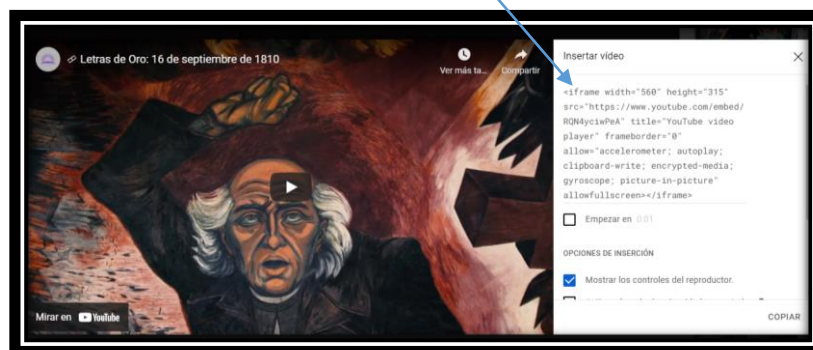 Letras de Oro: 16 de septiembre de 1810
Ver más ta...
Compartir
Mirar en YouTube
Insertar vídeo
<iframe width="560" height="315"
src="https://www.youtube.com/embed/
RQN4yciwPeA" title="YouTube video
player" frameborder="0"
allow="accelerometer; autoplay;
clipboard-write; encrypted-media;
gyroscope; picture-in-picture"
allowfullscreen></iframe>
Empezar en 0:01
OPCIONES DE INSERCIÓN
Mostrar los controles del reproductor.
COPIAR